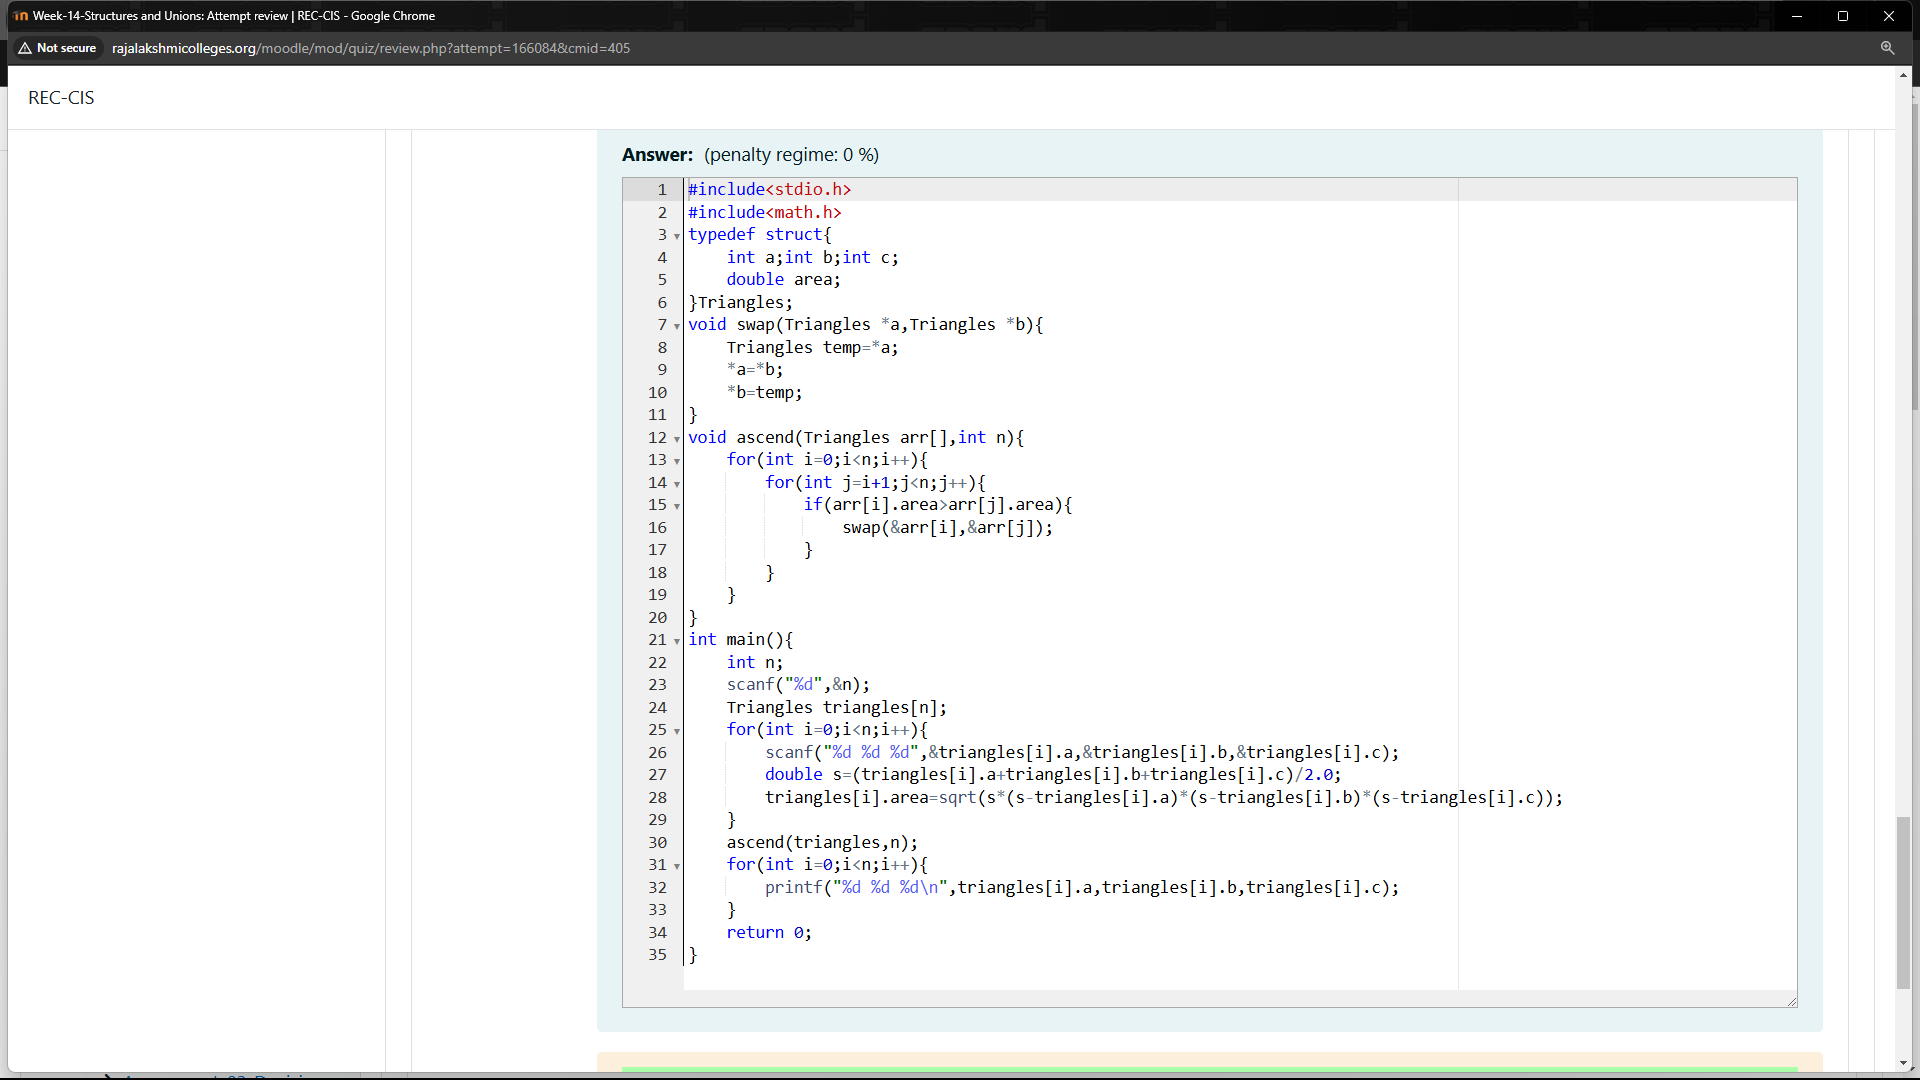 Week-14-Structures and Unions: Attempt review | REC-CIS - Google Chrome
Not secure rajalakshmicolleges.org/moodle/mod/quiz/review.php?attempt=166084&cmid=405
REC-CIS
Answer: (penalty regime: 0 %)
1 #include<stdio.h>
2 #include<math.h>
3 typedef struct{
4     int a;int b;int c;
5     double area;
6 }Triangles;
7 void swap(Triangles *a,Triangles *b){
8     Triangles temp=*a;
9     *a=*b;
10     *b=temp;
11 }
12 void ascend(Triangles arr[],int n){
13     for(int i=0;i<n;i++){
14         for(int j=i+1;j<n;j++){
15             if(arr[i].area>arr[j].area){
16                 swap(&arr[i],&arr[j]);
17             }
18         }
19     }
20 }
21 int main(){
22     int n;
23     scanf("%d",&n);
24     Triangles triangles[n];
25     for(int i=0;i<n;i++){
26         scanf("%d %d %d",&triangles[i].a,&triangles[i].b,&triangles[i].c);
27         double s=(triangles[i].a+triangles[i].b+triangles[i].c)/2.0;
28         triangles[i].area=sqrt(s*(s-triangles[i].a)*(s-triangles[i].b)*(s-triangles[i].c));
29     }
30     ascend(triangles,n);
31     for(int i=0;i<n;i++){
32         printf("%d %d %d\n",triangles[i].a,triangles[i].b,triangles[i].c);
33     }
34     return 0;
35 }